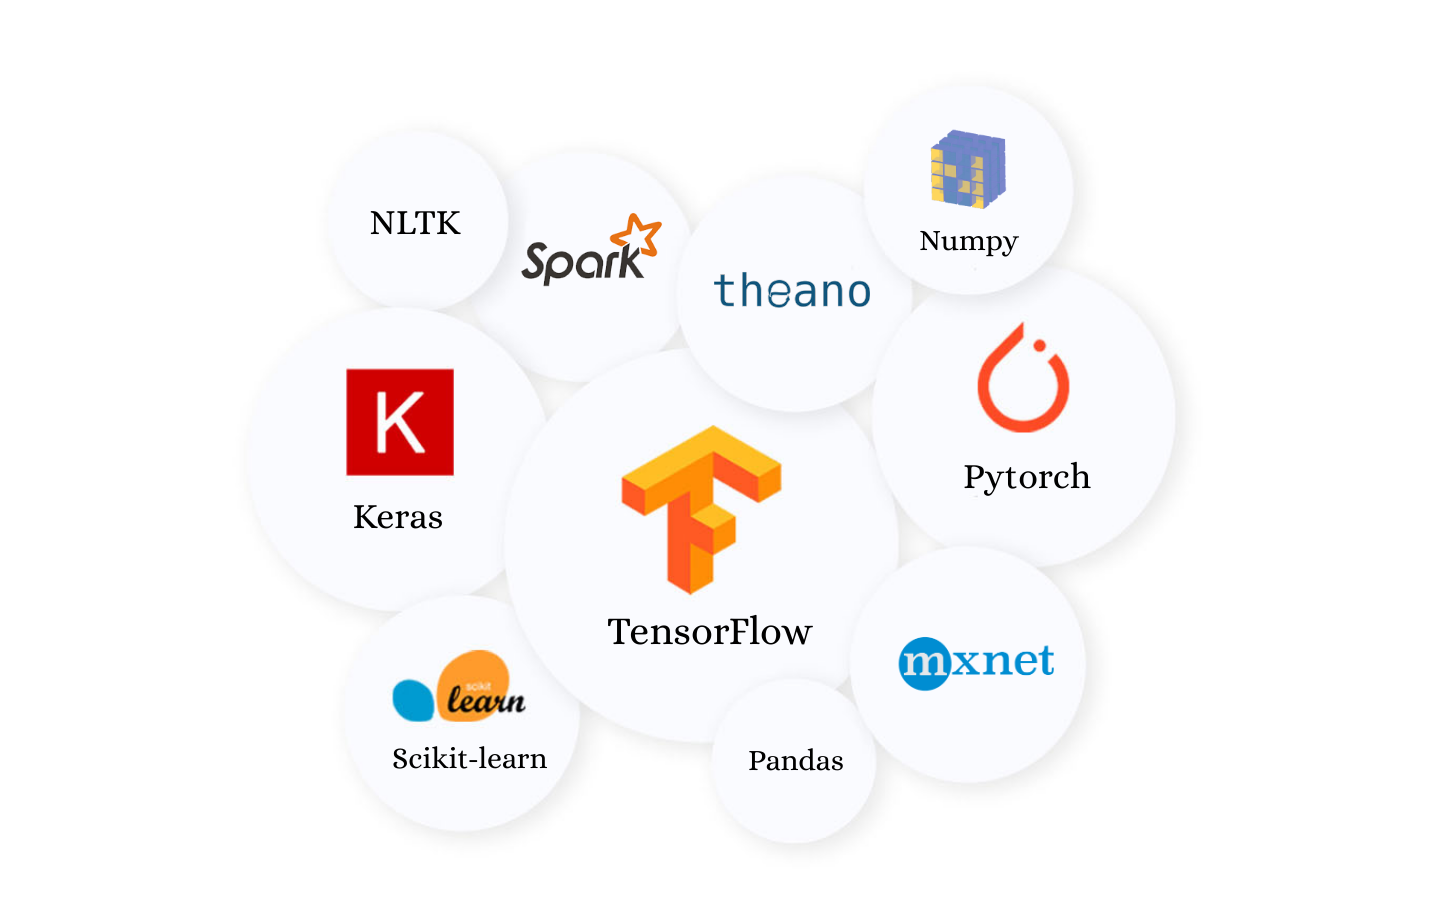 NLTK
Spark
theano
Numpy
K
Keras
Pytorch
TensorFlow
scikit
learn
Scikit-learn
mxnet
Pandas